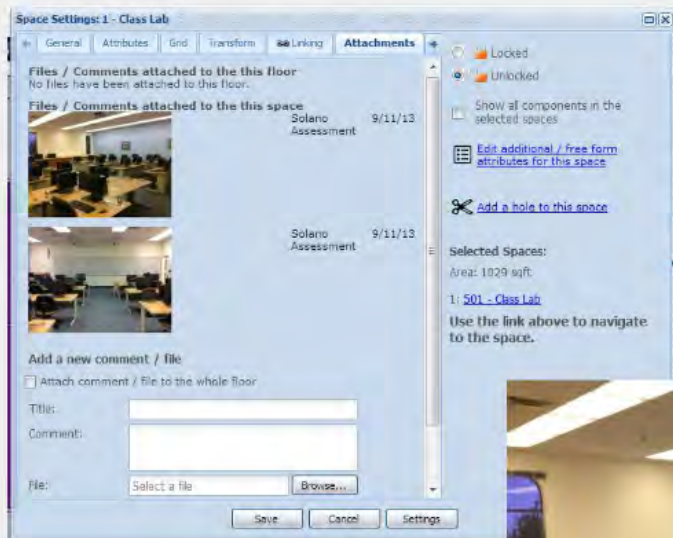 Space Settings: 1 - Class Lab
General Attributes Grid Transform Linking Attachments
Files / Comments attached to the this floor
No files have been attached to this floor.
Files / Comments attached to the this space
Solano Assessment 9/11/13
Solano Assessment 9/11/13
Add a new comment / file
Attach comment / file to the whole floor
Title:
Comment:
File: Select a file Browse...
Save Cancel Settings
Locked
Unlocked
Show all components in the
selected spaces
Edit additional / free form
attributes for this space
Add a hole to this space
Selected Spaces:
Area: 1029 sqft
1: 501 - Class Lab
Use the link above to navigate
to the space.